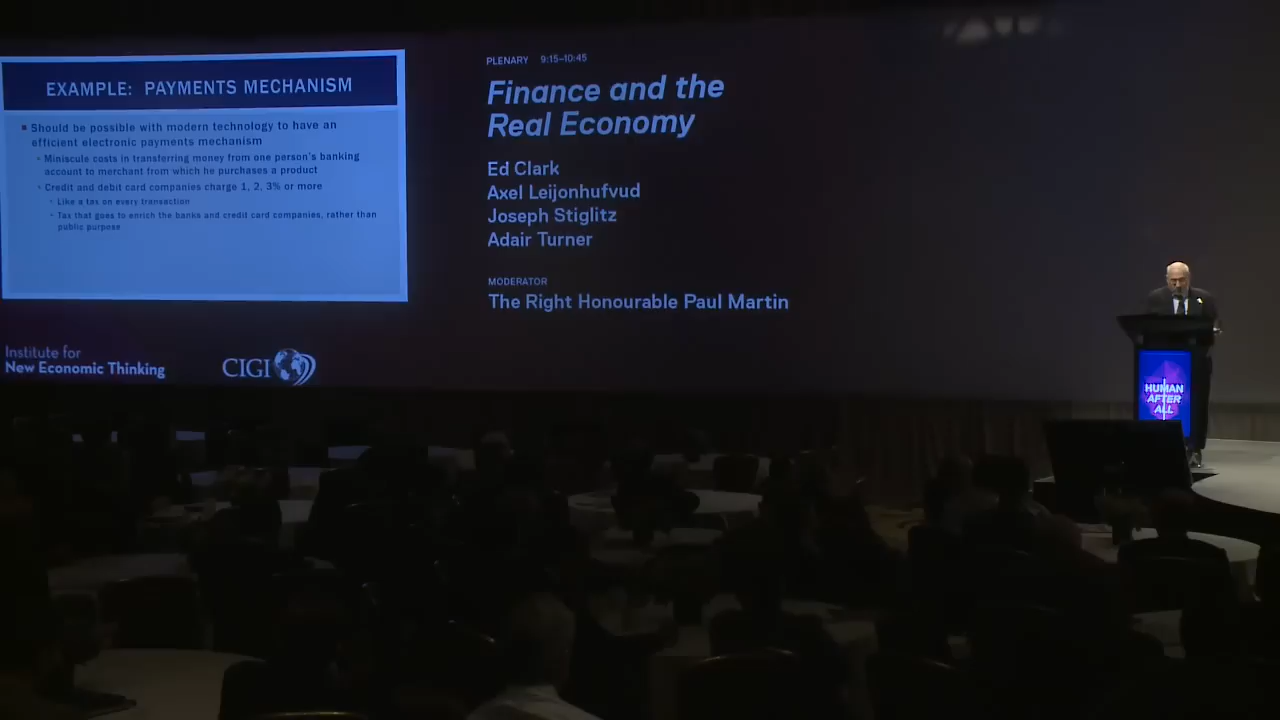 EXAMPLE: PAYMENTS MECHANISM
Should be possible with modern technology to have an
efficient electronic payments mechanism
Miniscule costs in transferring money from one person's banking
account to merchant from which he purchases a product
Credit and debit card companies charge 1, 2, 3% or more
Like a tax on every transaction
Tax that goes to enrich the banks and credit card companies, rather than
public purpose
PLENARY 9:15–10:45
Finance and the
Real Economy
Ed Clark
Axel Leijonhufvud
Joseph Stiglitz
Adair Turner
MODERATOR
The Right Honourable Paul Martin
Institute for
New Economic Thinking
CIGI
HUMAN
AFTER
ALL